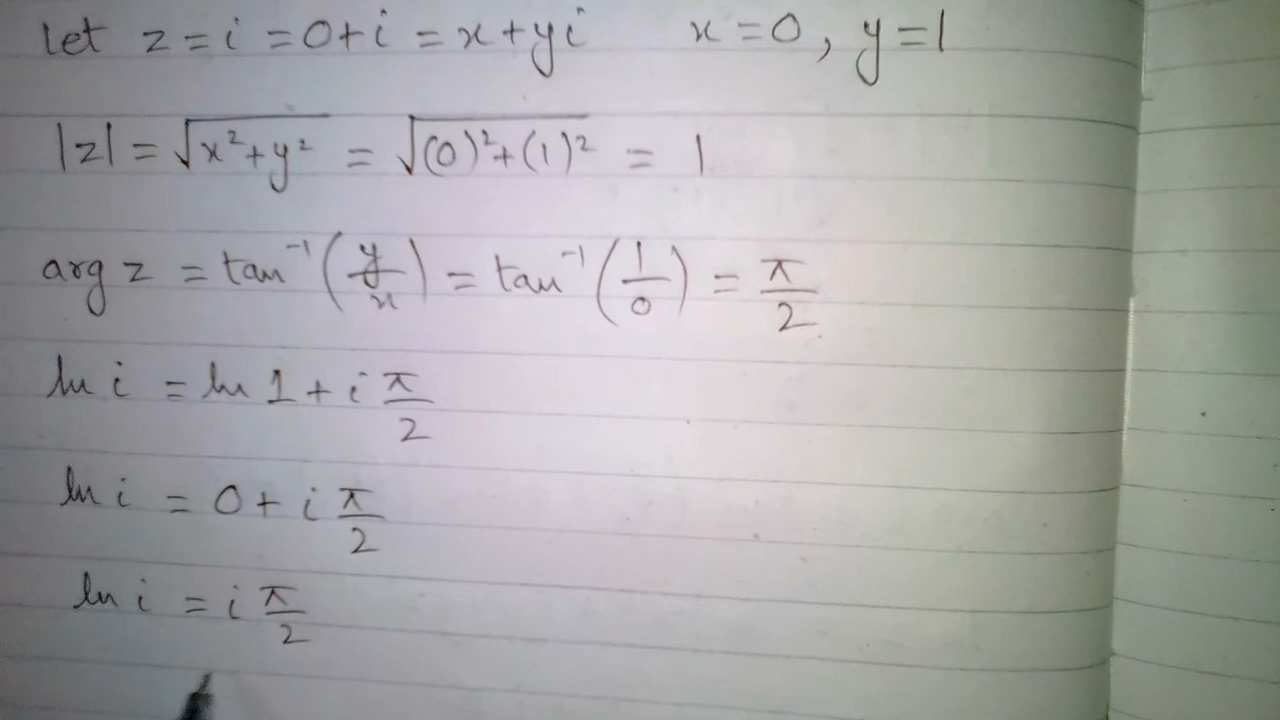 Let z = i = 0+i = x+yi x=0, y=1
|z| = √(x²+y²) = √((0)²+(1)²) = 1
arg z = tan⁻¹(y/x) = tan⁻¹(1/0) = π/2
ln i = ln 1 + i π/2
ln i = 0 + i π/2
ln i = i π/2